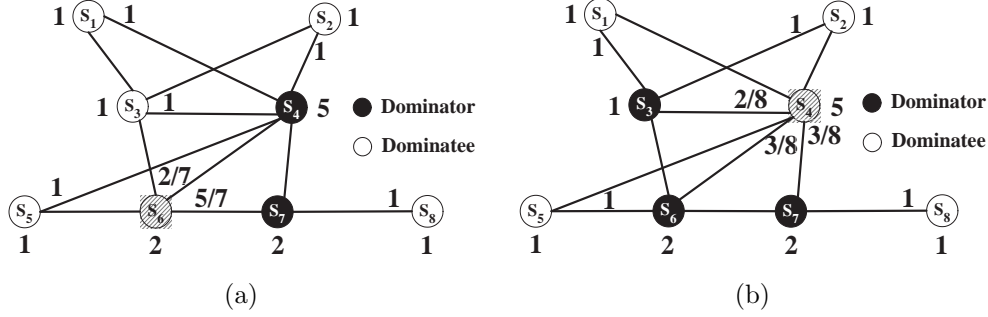 1 S1 1 S2 1
1
1 S3 1 S4 5
Dominator
Dominatee
1 2/7 5/7 1
S5 S6 S7 S8
1 2 2 1
(a)
1 S1 1 S2 1
1
1 S3 2/8 S4 5
3/8 3/8
Dominator
Dominatee
1 1
S5 S6 S7 S8
1 2 2 1
(b)